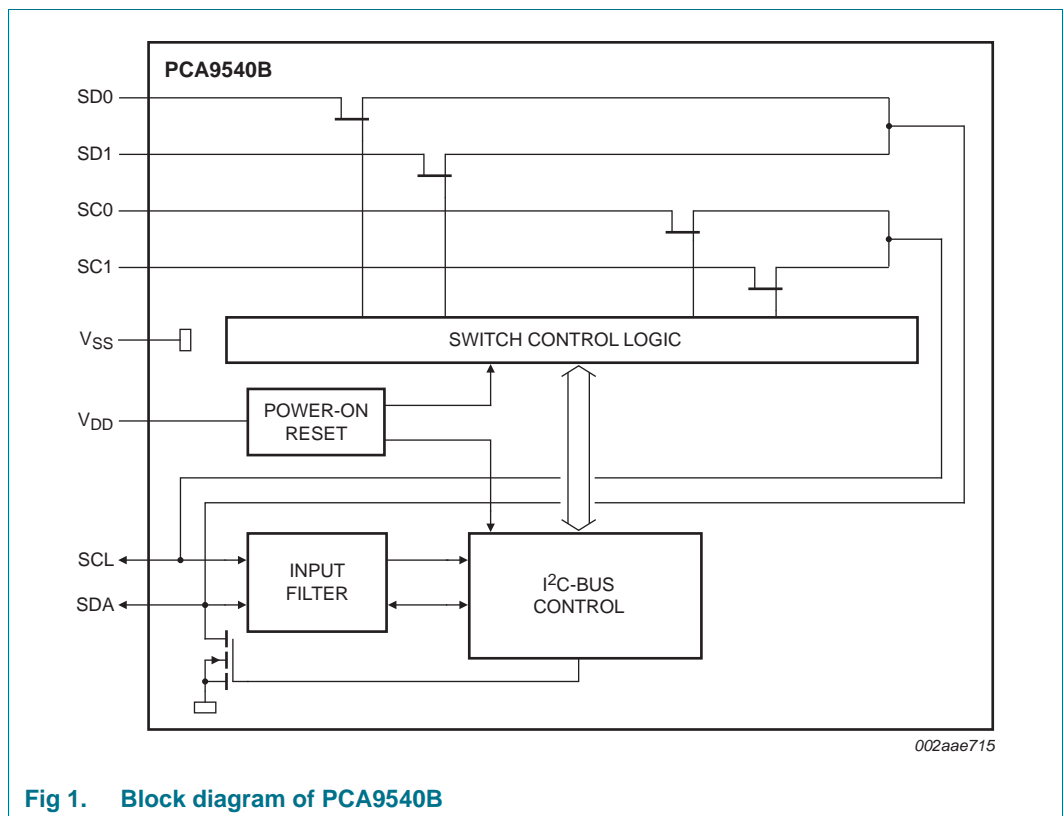 PCA9540B
SD0
SD1
SC0
SC1
VSS
SWITCH CONTROL LOGIC
VDD
POWER-ON
RESET
SCL
SDA
INPUT
FILTER
I2C-BUS
CONTROL
002aae715
Fig 1. Block diagram of PCA9540B